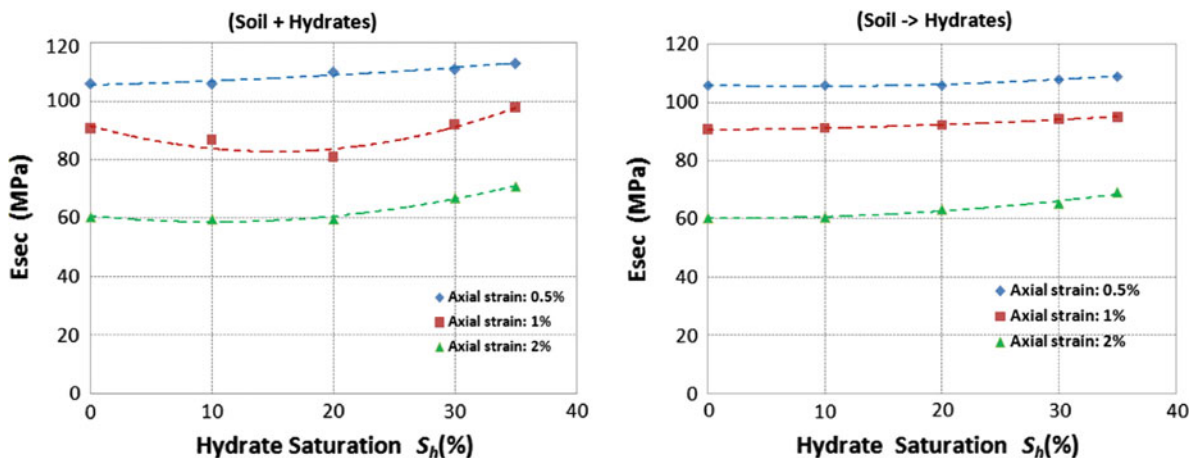 (Soil + Hydrates)
120
100
80
60
40
20
0
Esec (MPa)
Axial strain: 0.5%
Axial strain: 1%
Axial strain: 2%
0 10 20 30 40
Hydrate Saturation Sh(%)
(Soil -> Hydrates)
120
100
80
60
40
20
0
Esec (MPa)
Axial strain: 0.5%
Axial strain: 1%
Axial strain: 2%
0 10 20 30 40
Hydrate Saturation Sh(%)